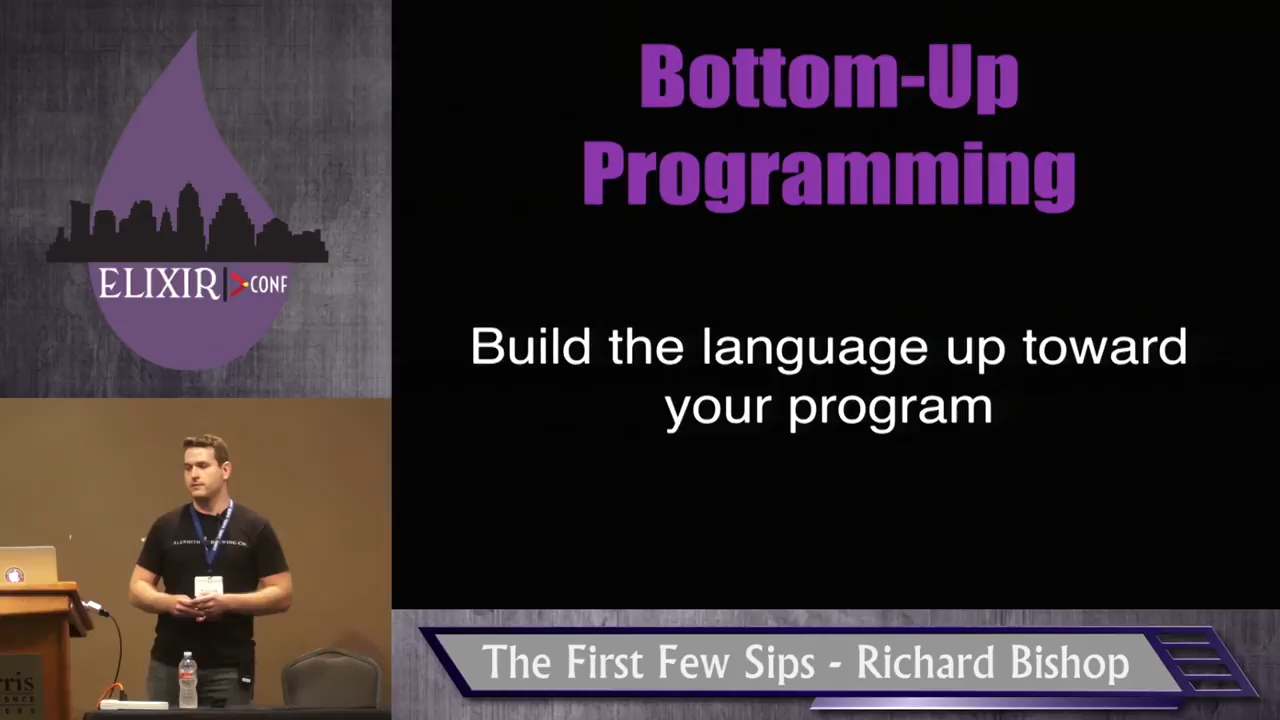 Bottom-Up
Programming
Build the language up toward
your program
ELIXIR CONF
The First Few Sips - Richard Bishop